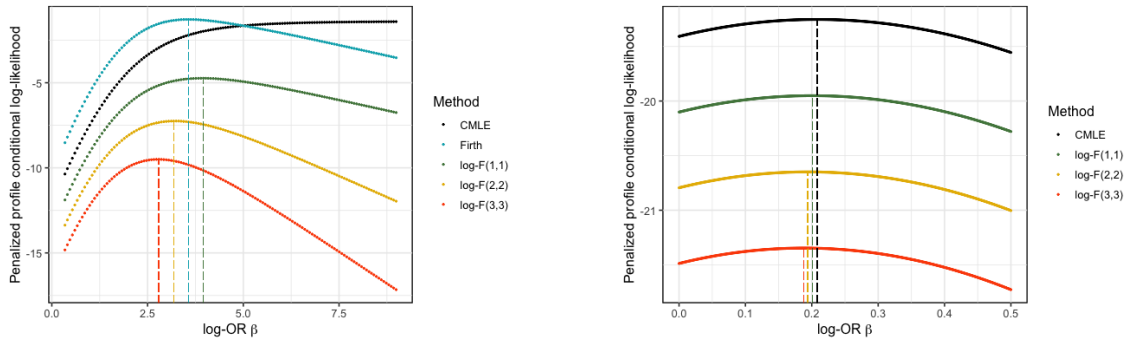 Penalized profile conditional log-likelihood
-5
-10
-15
0.0
2.5
5.0
7.5
log-OR β
Method
CMLE
Firth
log-F(1,1)
log-F(2,2)
log-F(3,3)
Penalized profile conditional log-likelihood
-20
-21
0.0
0.1
0.2
0.3
0.4
0.5
log-OR β
Method
CMLE
log-F(1,1)
log-F(2,2)
log-F(3,3)